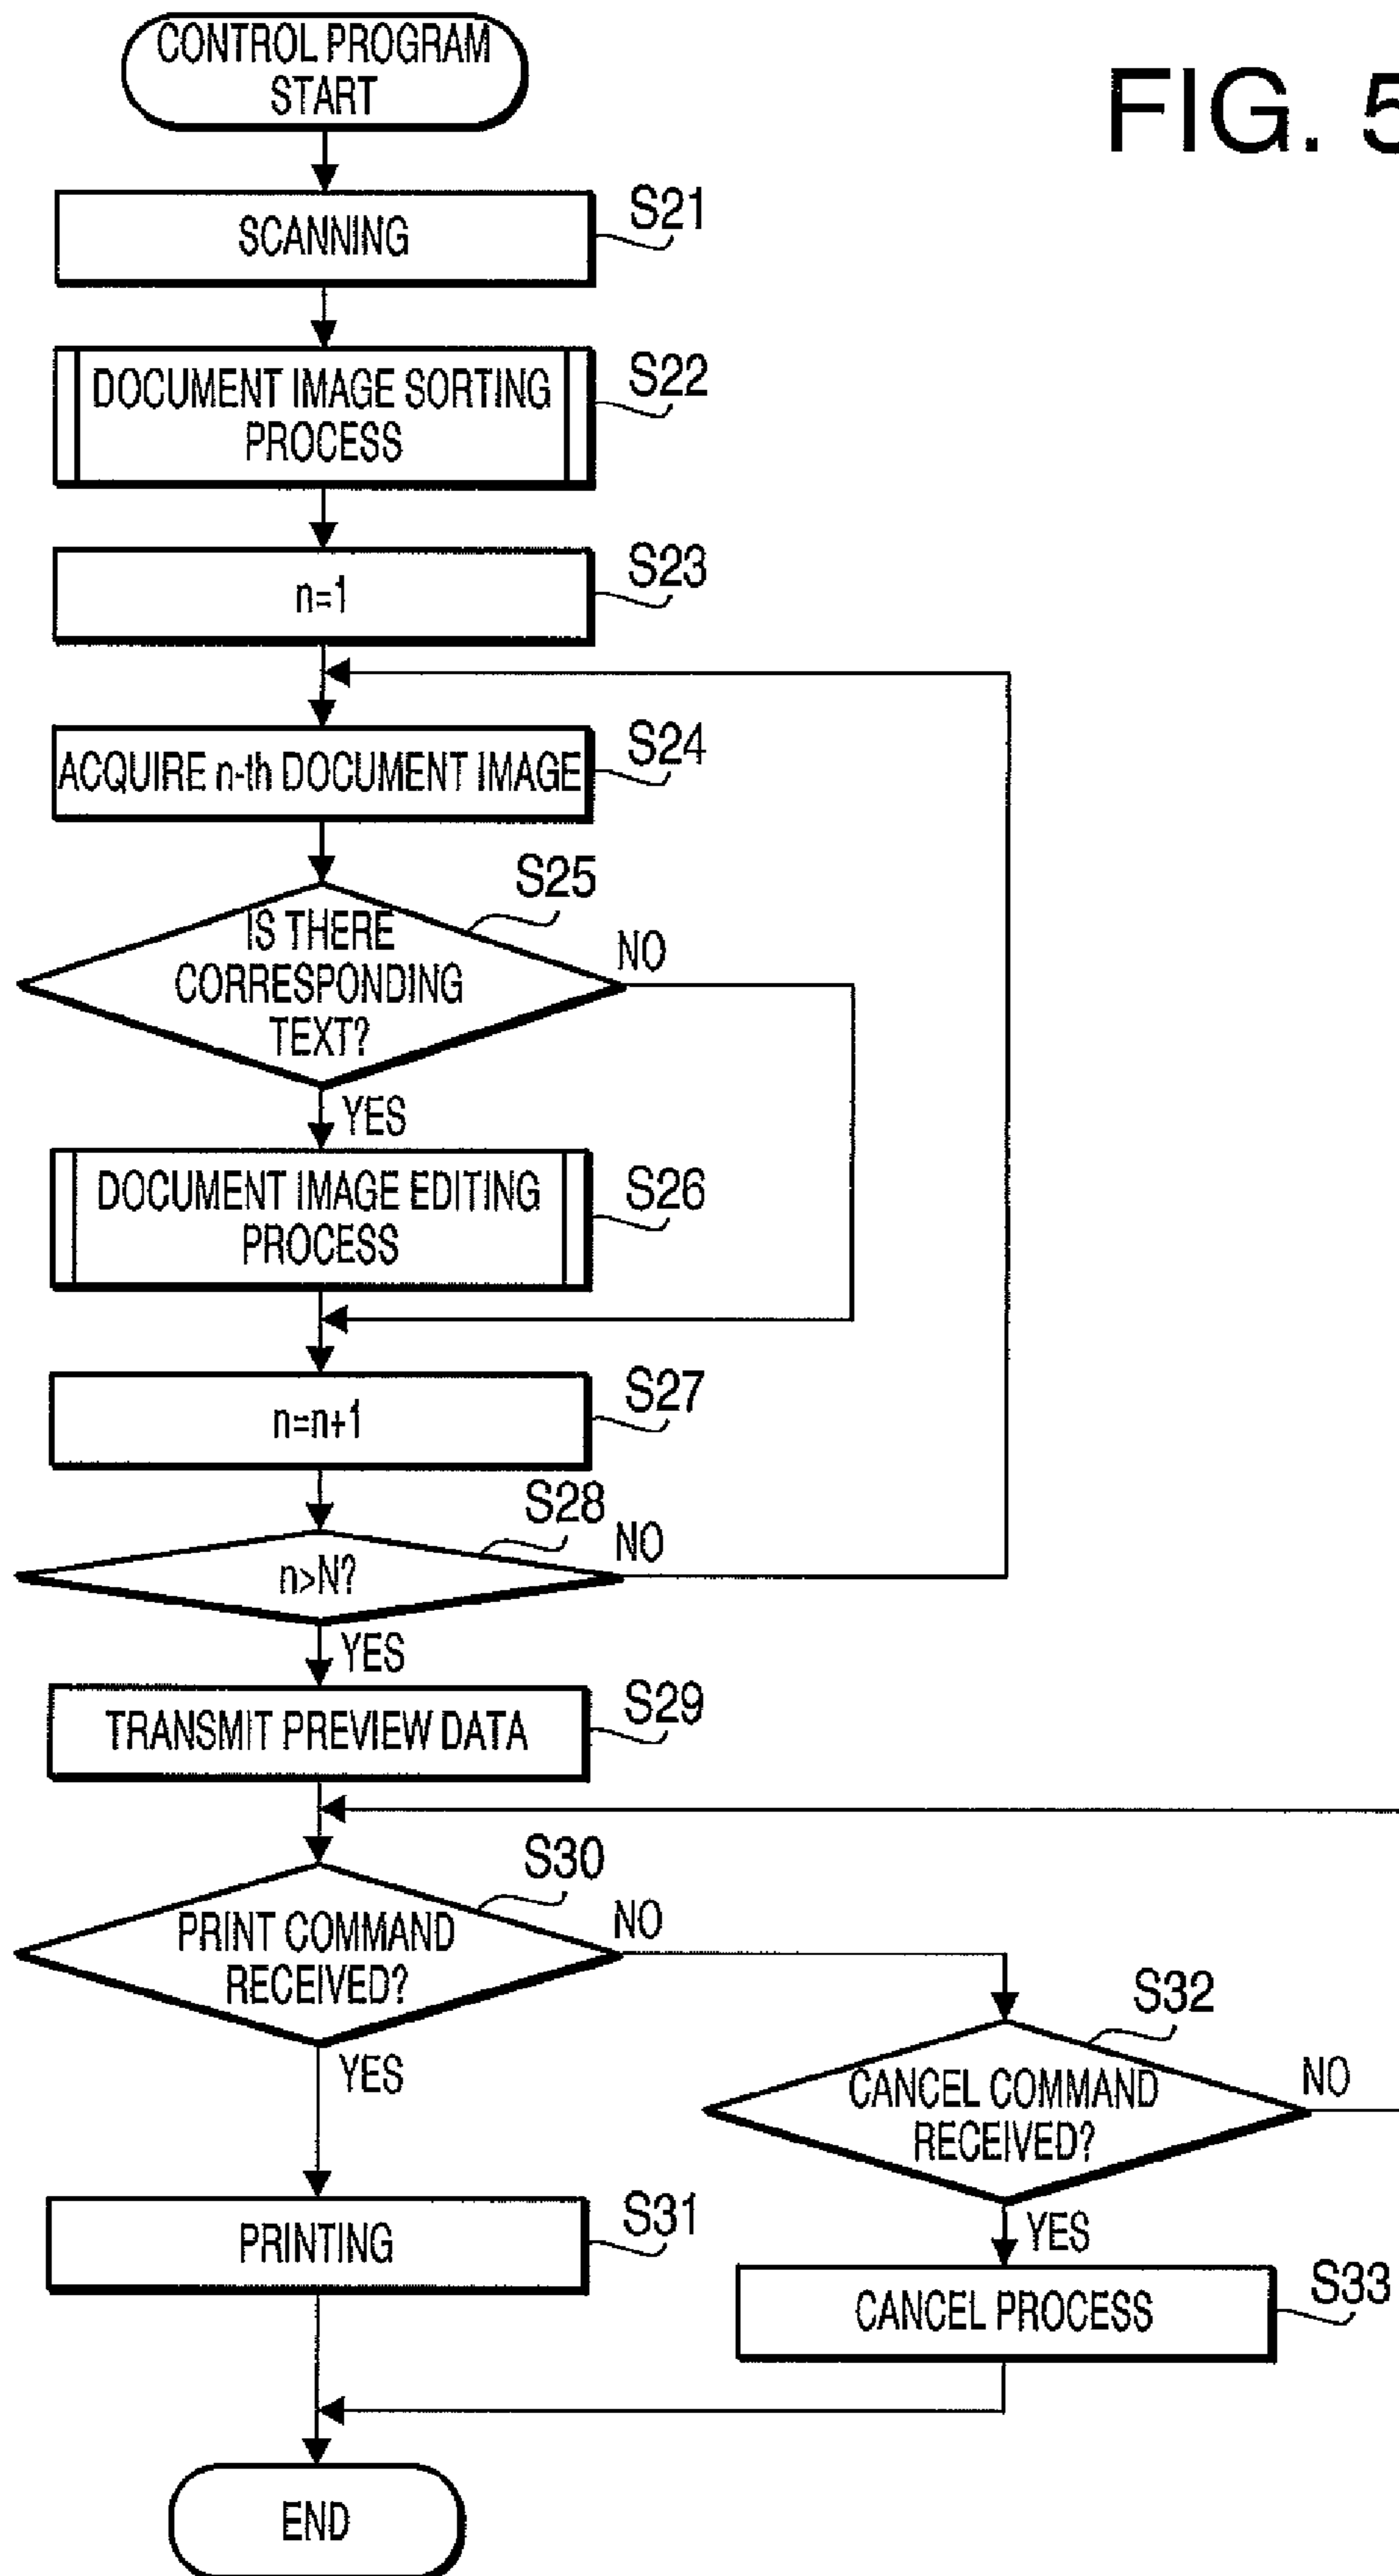 CONTROL PROGRAM
START
FIG. 5
SCANNING
S21
DOCUMENT IMAGE SORTING
PROCESS
S22
n=1
S23
ACQUIRE n-th DOCUMENT IMAGE
S24
S25
IS THERE
CORRESPONDING
TEXT?
NO
YES
DOCUMENT IMAGE EDITING
PROCESS
S26
n=n+1
S27
S28
n>N?
NO
YES
TRANSMIT PREVIEW DATA
S29
S30
PRINT COMMAND
RECEIVED?
NO
YES
S32
CANCEL COMMAND
RECEIVED?
NO
YES
PRINTING
S31
CANCEL PROCESS
S33
END